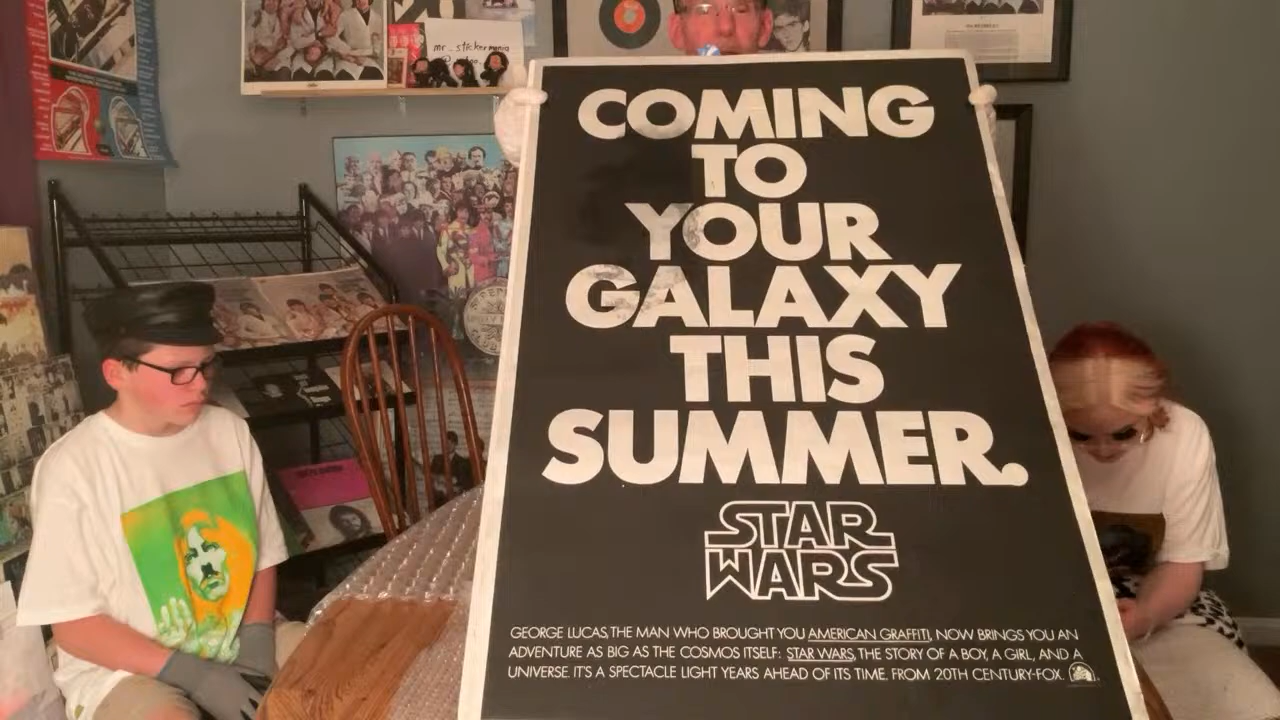 mr_stickermania
COMING
TO
YOUR
GALAXY
THIS
SUMMER.
STAR
WARS
GEORGE LUCAS, THE MAN WHO BROUGHT YOU AMERICAN GRAFFITI, NOW BRINGS YOU AN
ADVENTURE AS BIG AS THE COSMOS ITSELF: STAR WARS, THE STORY OF A BOY, A GIRL, AND A
UNIVERSE. IT'S A SPECTACLE LIGHT YEARS AHEAD OF ITS TIME. FROM 20TH CENTURY-FOX.